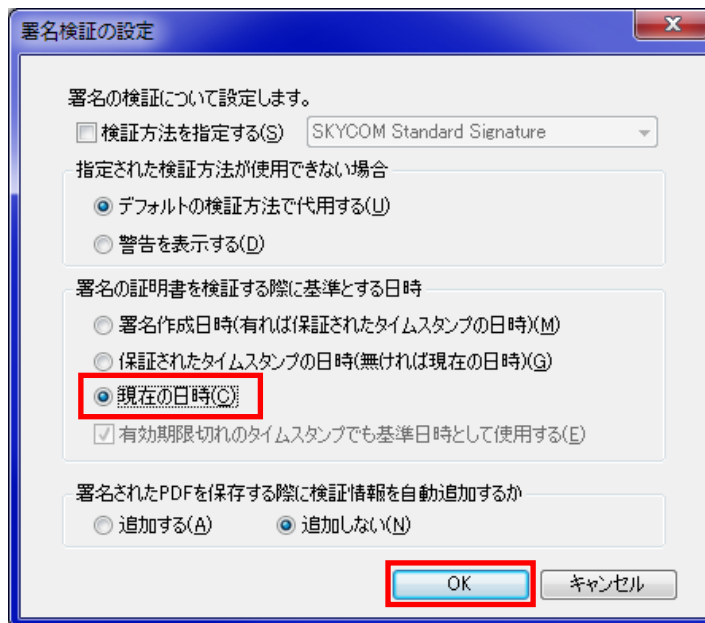 署名検証の設定
署名の検証について設定します。
検証方法を指定する(S) SKYCOM Standard Signature
指定された検証方法が使用できない場合
デフォルトの検証方法で代用する(U)
警告を表示する(D)
署名の証明書を検証する際に基準とする日時
署名作成日時(有れば保証されたタイムスタンプの日時)(M)
保証されたタイムスタンプの日時(無ければ現在の日時)(G)
現在の日時(C)
有効期限切れのタイムスタンプでも基準日時として使用する(E)
署名されたPDFを保存する際に検証情報を自動追加するか
追加する(A) 追加しない(N)
OK キャンセル